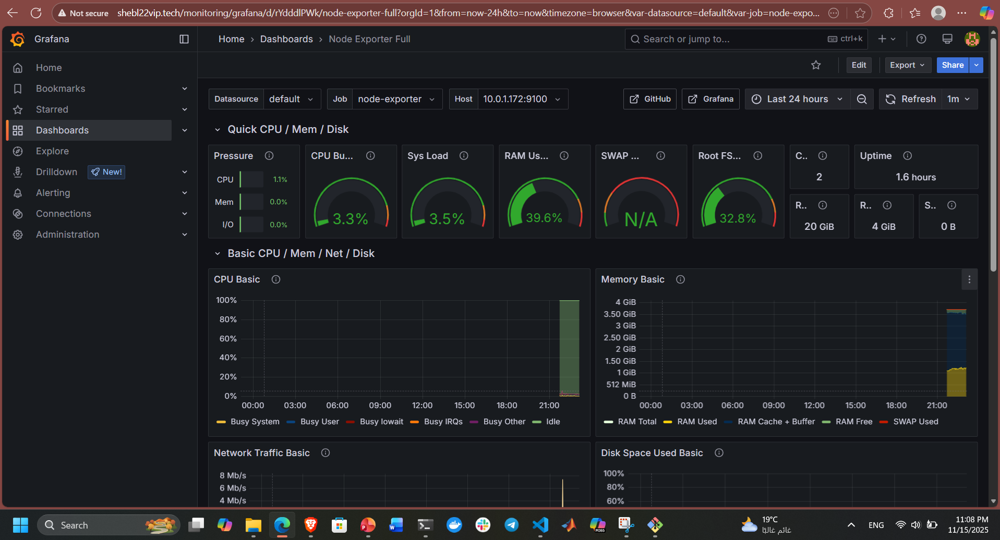 Not secure shebl22vip.tech/monitoring/grafana/d/rYdddlPWk/node-exporter-full?orgId=1&from=now-24h&to=now&timezone=browser&var-datasource=default&var-job=node-expo...
Grafana
Home › Dashboards › Node Exporter Full
Search or jump to... ctrl+k
Edit Export Share
Home
Bookmarks
Starred
Dashboards
Explore
Drilldown New!
Alerting
Connections
Administration
Datasource default Job node-exporter Host 10.0.1.172:9100 GitHub Grafana Last 24 hours Refresh 1m
Quick CPU / Mem / Disk
Pressure
CPU 1.1%
Mem 0.0%
I/O 0.0%
CPU Bu...
3.3%
Sys Load
3.5%
RAM Us...
39.6%
SWAP ...
N/A
Root FS...
32.8%
C..
2
Uptime
1.6 hours
R..
20 GiB
R..
4 GiB
S..
0 B
Basic CPU / Mem / Net / Disk
CPU Basic
100%
80%
60%
40%
20%
0%
00:00 03:00 06:00 09:00 12:00 15:00 18:00 21:00
Busy System Busy User Busy Iowait Busy IRQs Busy Other Idle
Memory Basic
4 GiB
3.50 GiB
3 GiB
2.50 GiB
2 GiB
1.50 GiB
1 GiB
512 MiB
0 B
00:00 03:00 06:00 09:00 12:00 15:00 18:00 21:00
RAM Total RAM Used RAM Cache + Buffer RAM Free SWAP Used
Network Traffic Basic
8 Mb/s
6 Mb/s
4 Mb/s
Disk Space Used Basic
100%
80%
60%
Search
P
W
M365
19°C
غائم غالبًا
ENG
11:08 PM
11/15/2025